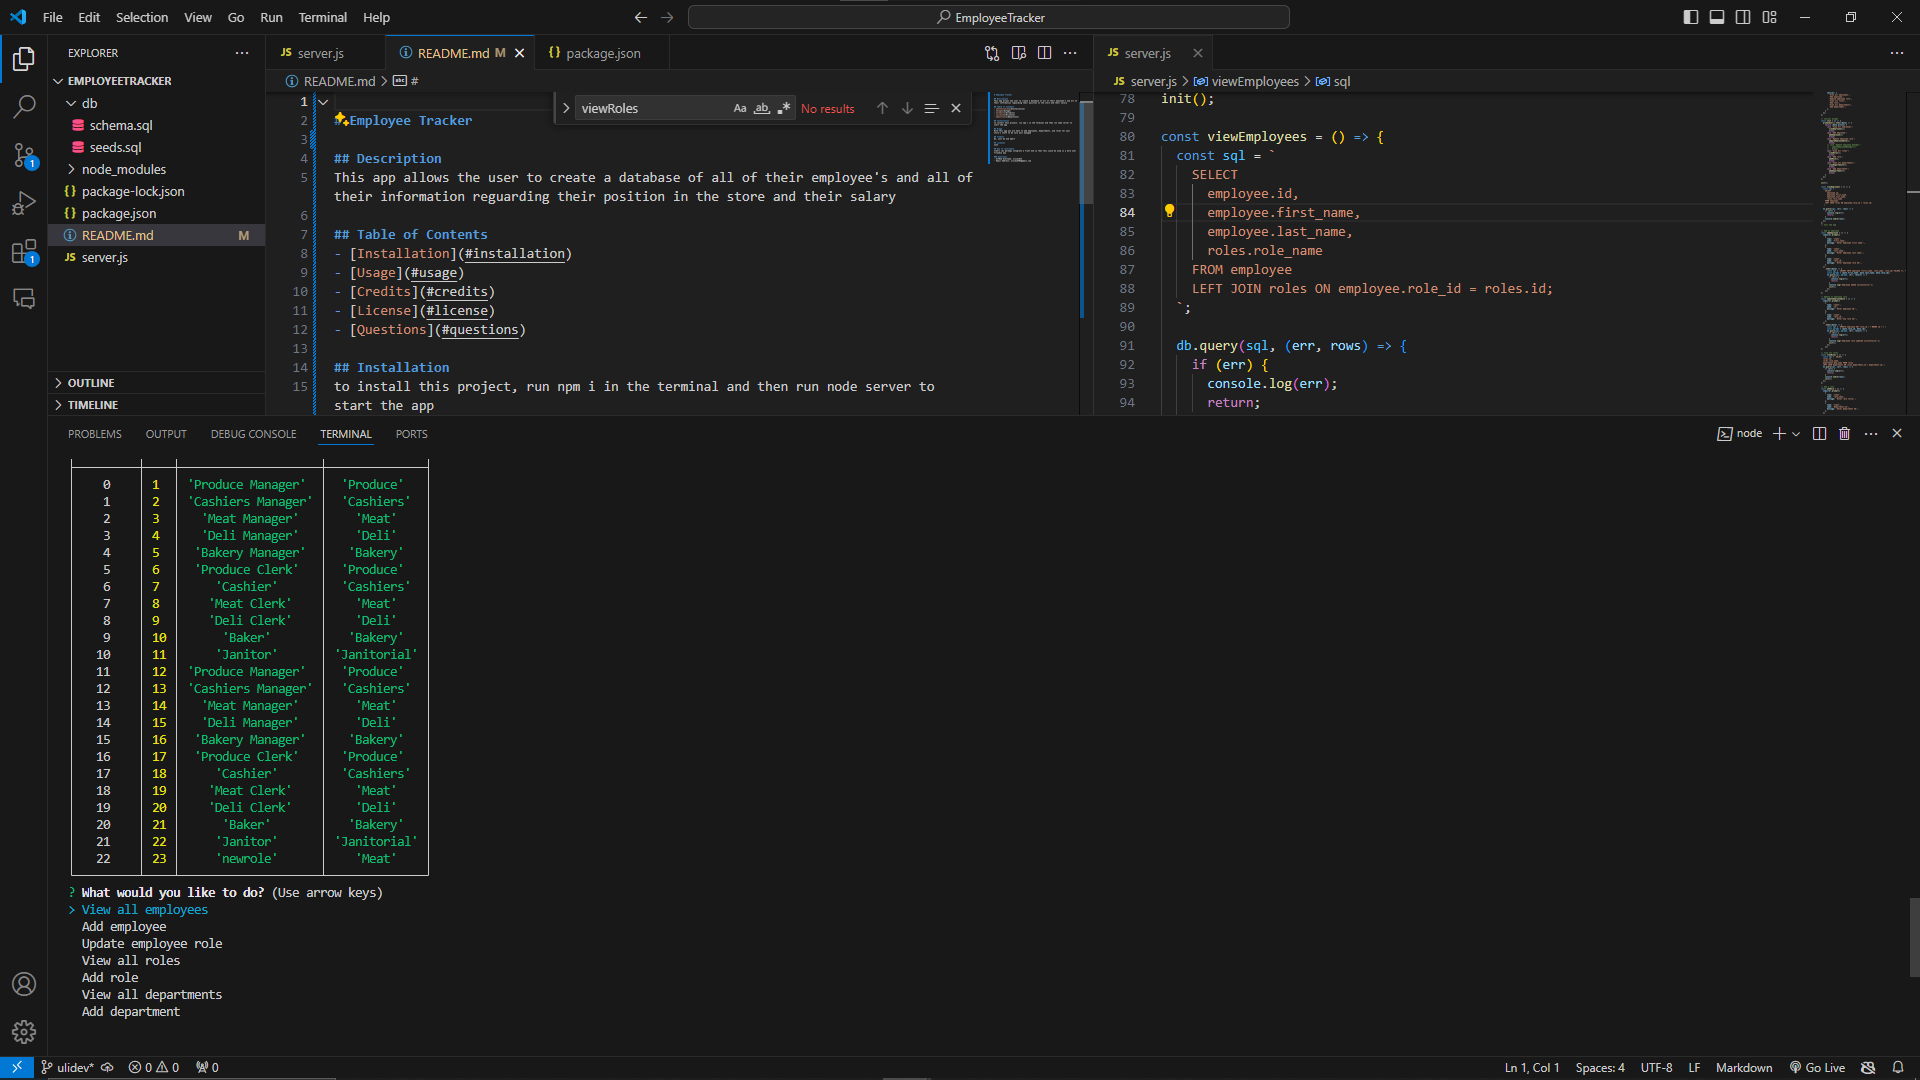 File Edit Selection View Go Run Terminal Help
EmployeeTracker
EXPLORER
EMPLOYEETRACKER
db
schema.sql
seeds.sql
node_modules
package-lock.json
package.json
README.md M
server.js
OUTLINE
TIMELINE
server.js README.md M package.json
README.md > #
viewRoles Aa ab No results
1
2 # Employee Tracker
3
4 ## Description
5 This app allows the user to create a database of all of their employee's and all of
their information reguarding their position in the store and their salary
6
7 ## Table of Contents
8 - [Installation](#installation)
9 - [Usage](#usage)
10 - [Credits](#credits)
11 - [License](#license)
12 - [Questions](#questions)
13
14 ## Installation
15 to install this project, run npm i in the terminal and then run node server to
start the app
server.js
server.js > viewEmployees > sql
78 init();
79
80 const viewEmployees = () => {
81 const sql = `
82 SELECT
83 employee.id,
84 employee.first_name,
85 employee.last_name,
86 roles.role_name
87 FROM employee
88 LEFT JOIN roles ON employee.role_id = roles.id;
89 `;
90
91 db.query(sql, (err, rows) => {
92 if (err) {
93 console.log(err);
94 return;
PROBLEMS OUTPUT DEBUG CONSOLE TERMINAL PORTS
node
0 1 'Produce Manager' 'Produce'
1 2 'Cashiers Manager' 'Cashiers'
2 3 'Meat Manager' 'Meat'
3 4 'Deli Manager' 'Deli'
4 5 'Bakery Manager' 'Bakery'
5 6 'Produce Clerk' 'Produce'
6 7 'Cashier' 'Cashiers'
7 8 'Meat Clerk' 'Meat'
8 9 'Deli Clerk' 'Deli'
9 10 'Baker' 'Bakery'
10 11 'Janitor' 'Janitorial'
11 12 'Produce Manager' 'Produce'
12 13 'Cashiers Manager' 'Cashiers'
13 14 'Meat Manager' 'Meat'
14 15 'Deli Manager' 'Deli'
15 16 'Bakery Manager' 'Bakery'
16 17 'Produce Clerk' 'Produce'
17 18 'Cashier' 'Cashiers'
18 19 'Meat Clerk' 'Meat'
19 20 'Deli Clerk' 'Deli'
20 21 'Baker' 'Bakery'
21 22 'Janitor' 'Janitorial'
22 23 'newrole' 'Meat'
? What would you like to do? (Use arrow keys)
> View all employees
Add employee
Update employee role
View all roles
Add role
View all departments
Add department
ulidev* 0 0 0
Ln 1, Col 1 Spaces: 4 UTF-8 LF Markdown Go Live